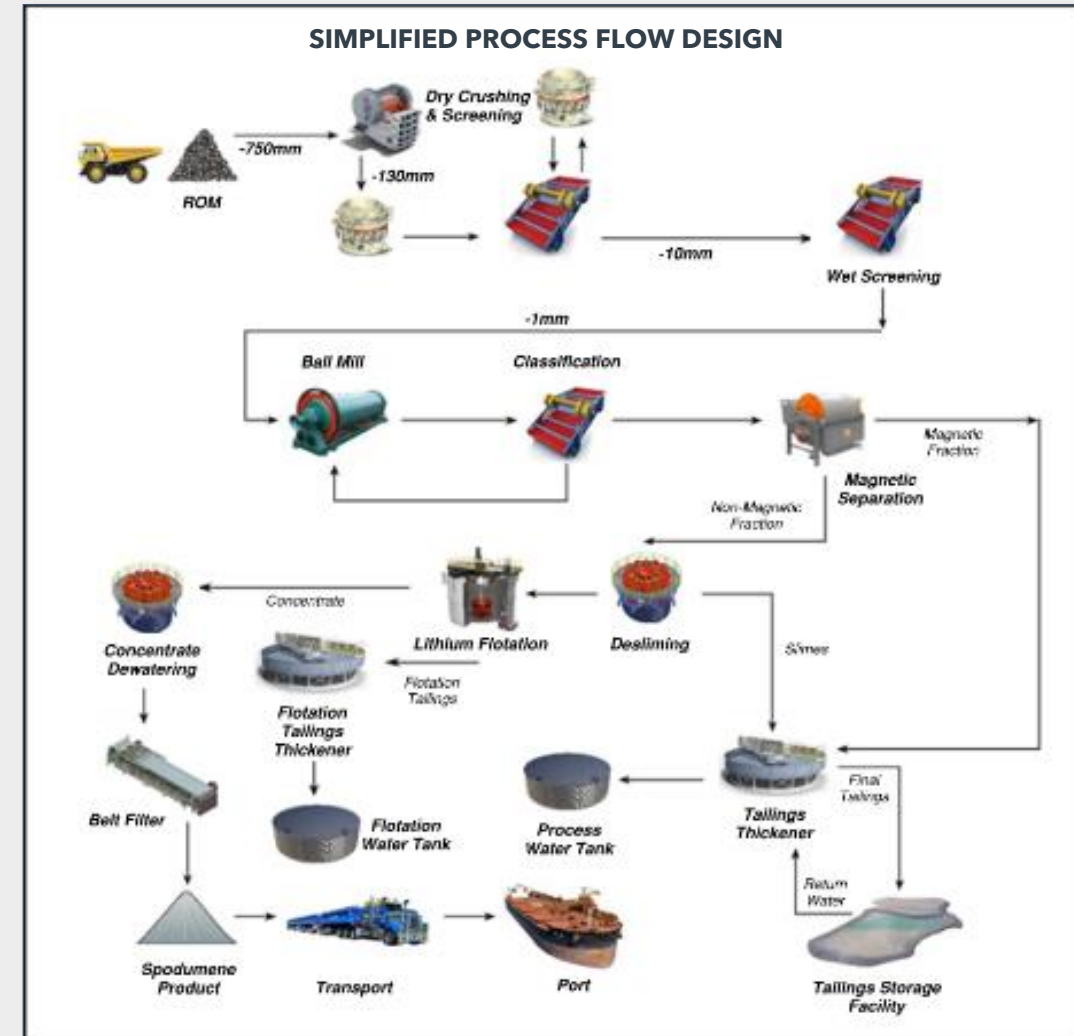 SIMPLIFIED PROCESS FLOW DESIGN
Dry Crushing
& Screening
-750mm
-130mm
ROM
-10mm
Wet Screening
-1mm
Ball Mill
Classification
Magnetic
Fraction
Magnetic
Separation
Non-Magnetic
Fraction
Concentrate
Lithium Flotation
Desliming
Slimes
Concentrate
Dewatering
Flotation
Tailings
Flotation
Tailings
Thickener
Final
Tailings
Belt Filter
Flotation
Water Tank
Process
Water Tank
Tailings
Thickener
Return
Water
Spodumene
Product
Transport
Port
Tailings Storage
Facility